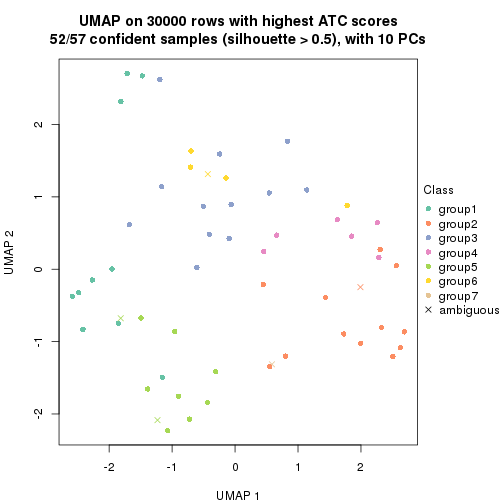 UMAP on 30000 rows with highest ATC scores
52/57 confident samples (silhouette > 0.5), with 10 PCs
UMAP 2
2
1
0
-1
-2
-2
-1
0
1
2
UMAP 1
Class
group1
group2
group3
group4
group5
group6
group7
ambiguous